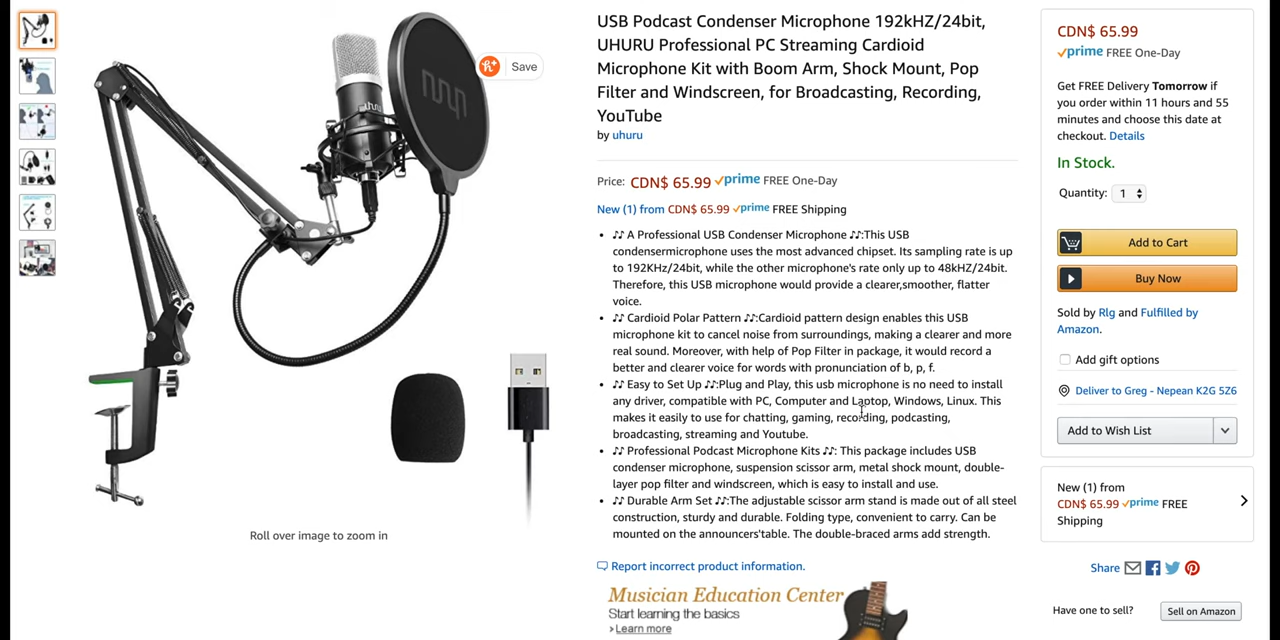 Save
Roll over image to zoom in
USB Podcast Condenser Microphone 192kHZ/24bit,
UHURU Professional PC Streaming Cardioid
Microphone Kit with Boom Arm, Shock Mount, Pop
Filter and Windscreen, for Broadcasting, Recording,
YouTube
by uhuru
Price: CDN$ 65.99 prime FREE One-Day
New (1) from CDN$ 65.99 prime FREE Shipping
• ♪♪ A Professional USB Condenser Microphone ♪♪:This USB
condensermicrophone uses the most advanced chipset. Its sampling rate is up
to 192KHz/24bit, while the other microphone's rate only up to 48kHZ/24bit.
Therefore, this USB microphone would provide a clearer,smoother, flatter
voice.
• ♪♪ Cardioid Polar Pattern ♪♪:Cardioid pattern design enables this USB
microphone kit to cancel noise from surroundings, making a clearer and more
real sound. Moreover, with help of Pop Filter in package, it would record a
better and clearer voice for words with pronunciation of b, p, f.
• ♪♪ Easy to Set Up ♪♪:Plug and Play, this usb microphone is no need to install
any driver, compatible with PC, Computer and Laptop, Windows, Linux. This
makes it easily to use for chatting, gaming, recording, podcasting,
broadcasting, streaming and Youtube.
• ♪♪ Professional Podcast Microphone Kits ♪♪: This package includes USB
condenser microphone, suspension scissor arm, metal shock mount, double-
layer pop filter and windscreen, which is easy to install and use.
• ♪♪ Durable Arm Set ♪♪:The adjustable scissor arm stand is made out of all steel
construction, sturdy and durable. Folding type, convenient to carry. Can be
mounted on the announcers'table. The double-braced arms add strength.
Report incorrect product information.
Musician Education Center
Start learning the basics
› Learn more
CDN$ 65.99
prime FREE One-Day
Get FREE Delivery Tomorrow if
you order within 11 hours and 55
minutes and choose this date at
checkout. Details
In Stock.
Quantity: 1
Add to Cart
Buy Now
Sold by Rlg and Fulfilled by
Amazon.
Add gift options
Deliver to Greg - Nepean K2G 5Z6
Add to Wish List
New (1) from
CDN$ 65.99 prime FREE
Shipping
Share
Have one to sell? Sell on Amazon